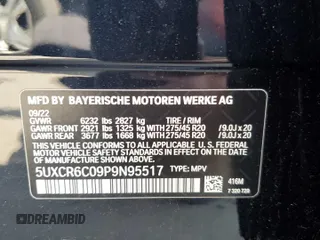 MFD. BY BAYERISCHE MOTOREN WERKE AG
09/22
GVWR 6232 lbs 2827 kg TIRE / RIM
GAWR FRONT 2921 lbs 1325 kg 275/45 R20 /9.0J x 20
GAWR REAR 3677 lbs 1668 kg 275/45 R20 /9.0J x 20
THIS VEHICLE CONFORMS TO ALL APPLICABLE U.S. FEDERAL MOTOR VEHICLE
SAFETY STANDARDS IN EFFECT ON THE DATE OF MANUFACTURE SHOWN ABOVE.
5UXCR6C09P9N95517 TYPE: MPV
416M
7 320 728